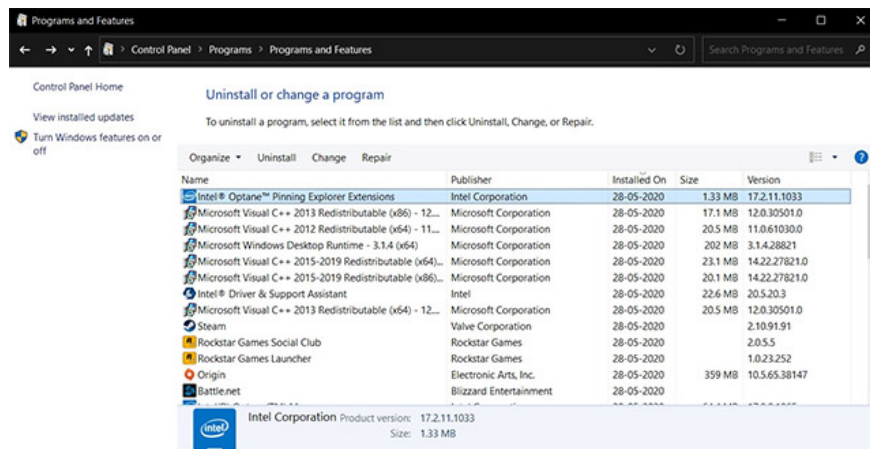 Programs and Features
Control Panel > Programs > Programs and Features
Search Programs and Features
Control Panel Home
View installed updates
Turn Windows features on or
off
Uninstall or change a program
To uninstall a program, select it from the list and then click Uninstall, Change, or Repair.
Organize Uninstall Change Repair
Name Publisher Installed On Size Version
Intel® Optane™ Pinning Explorer Extensions Intel Corporation 28-05-2020 1.33 MB 17.2.11.1033
Microsoft Visual C++ 2013 Redistributable (x86) - 12.... Microsoft Corporation 28-05-2020 17.1 MB 12.0.30501.0
Microsoft Visual C++ 2012 Redistributable (x64) - 11.... Microsoft Corporation 28-05-2020 20.5 MB 11.0.61030.0
Microsoft Windows Desktop Runtime - 3.1.4 (x64) Microsoft Corporation 28-05-2020 202 MB 3.1.4.28821
Microsoft Visual C++ 2015-2019 Redistributable (x64)... Microsoft Corporation 28-05-2020 23.1 MB 14.22.27821.0
Microsoft Visual C++ 2015-2019 Redistributable (x86)... Microsoft Corporation 28-05-2020 20.1 MB 14.22.27821.0
Intel® Driver & Support Assistant Intel 28-05-2020 22.6 MB 20.5.20.3
Microsoft Visual C++ 2013 Redistributable (x64) - 12.... Microsoft Corporation 28-05-2020 20.5 MB 12.0.30501.0
Steam Valve Corporation 28-05-2020 2.10.91.91
Rockstar Games Social Club Rockstar Games 28-05-2020 2.0.5.5
Rockstar Games Launcher Rockstar Games 28-05-2020 1.0.23.252
Origin Electronic Arts, Inc. 28-05-2020 359 MB 10.5.65.38147
Battle.net Blizzard Entertainment 28-05-2020
intel Intel Corporation Product version: 17.2.11.1033
Size: 1.33 MB